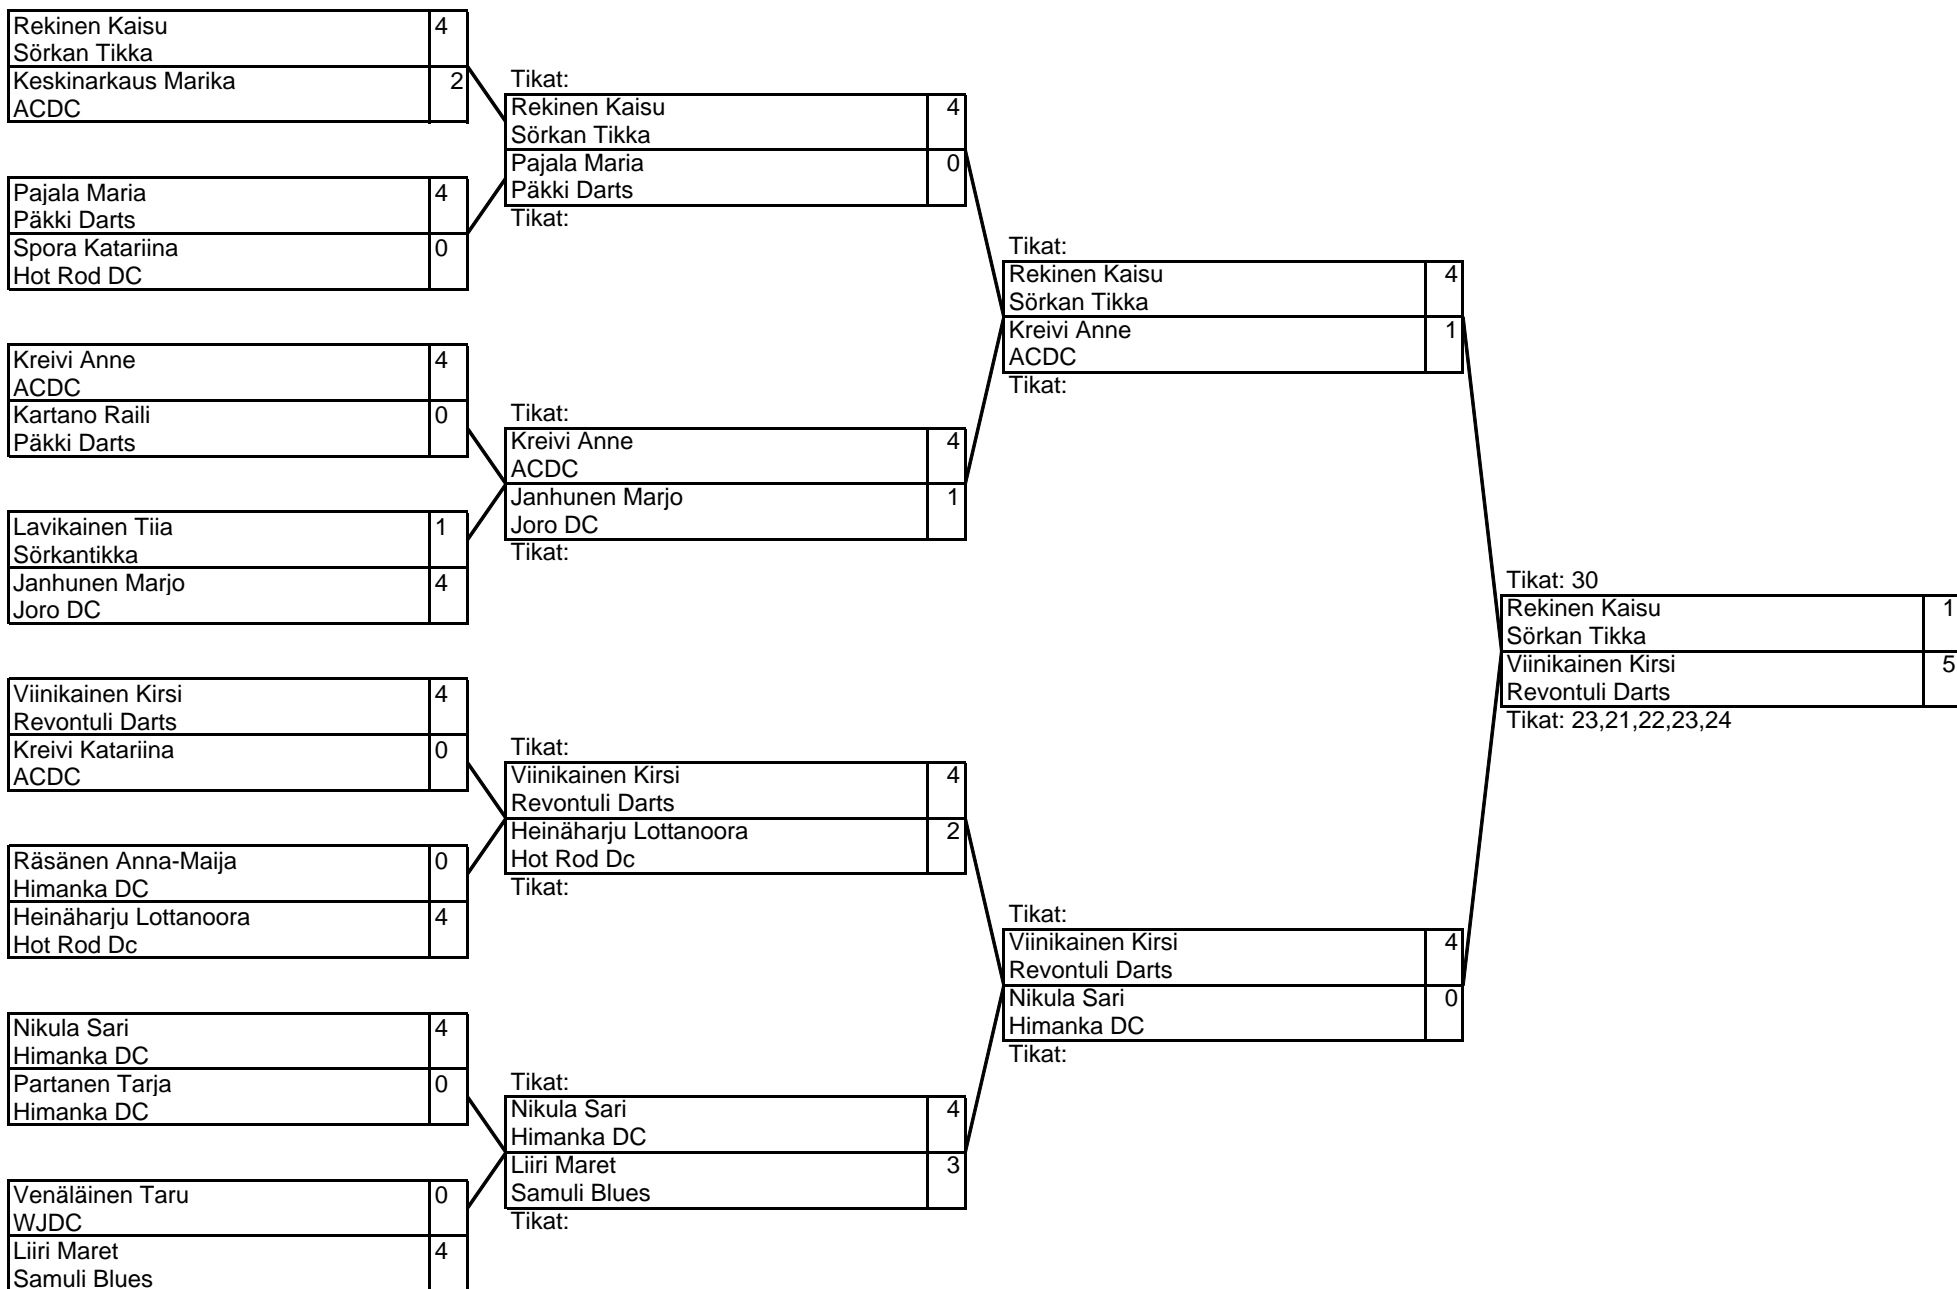 Rekinen Kaisu 4
Sörkan Tikka
Keskinarkaus Marika 2
ACDC
Pajala Maria 4
Päkki Darts
Spora Katariina 0
Hot Rod DC
Kreivi Anne 4
ACDC
Kartano Raili 0
Päkki Darts
Lavikainen Tiia 1
Sörkantikka
Janhunen Marjo 4
Joro DC
Viinikainen Kirsi 4
Revontuli Darts
Kreivi Katariina 0
ACDC
Räsänen Anna-Maija 0
Himanka DC
Heinäharju Lottanoora 4
Hot Rod Dc
Nikula Sari 4
Himanka DC
Partanen Tarja 0
Himanka DC
Venäläinen Taru 0
WJDC
Liiri Maret 4
Samuli Blues
Tikat:
Rekinen Kaisu 4
Sörkan Tikka
Pajala Maria 0
Päkki Darts
Tikat:
Tikat:
Kreivi Anne 4
ACDC
Janhunen Marjo 1
Joro DC
Tikat:
Tikat:
Viinikainen Kirsi 4
Revontuli Darts
Heinäharju Lottanoora 2
Hot Rod Dc
Tikat:
Tikat:
Nikula Sari 4
Himanka DC
Liiri Maret 3
Samuli Blues
Tikat:
Tikat:
Rekinen Kaisu 4
Sörkan Tikka
Kreivi Anne 1
ACDC
Tikat:
Tikat:
Viinikainen Kirsi 4
Revontuli Darts
Nikula Sari 0
Himanka DC
Tikat:
Tikat: 30
Rekinen Kaisu 1
Sörkan Tikka
Viinikainen Kirsi 5
Revontuli Darts
Tikat: 23,21,22,23,24